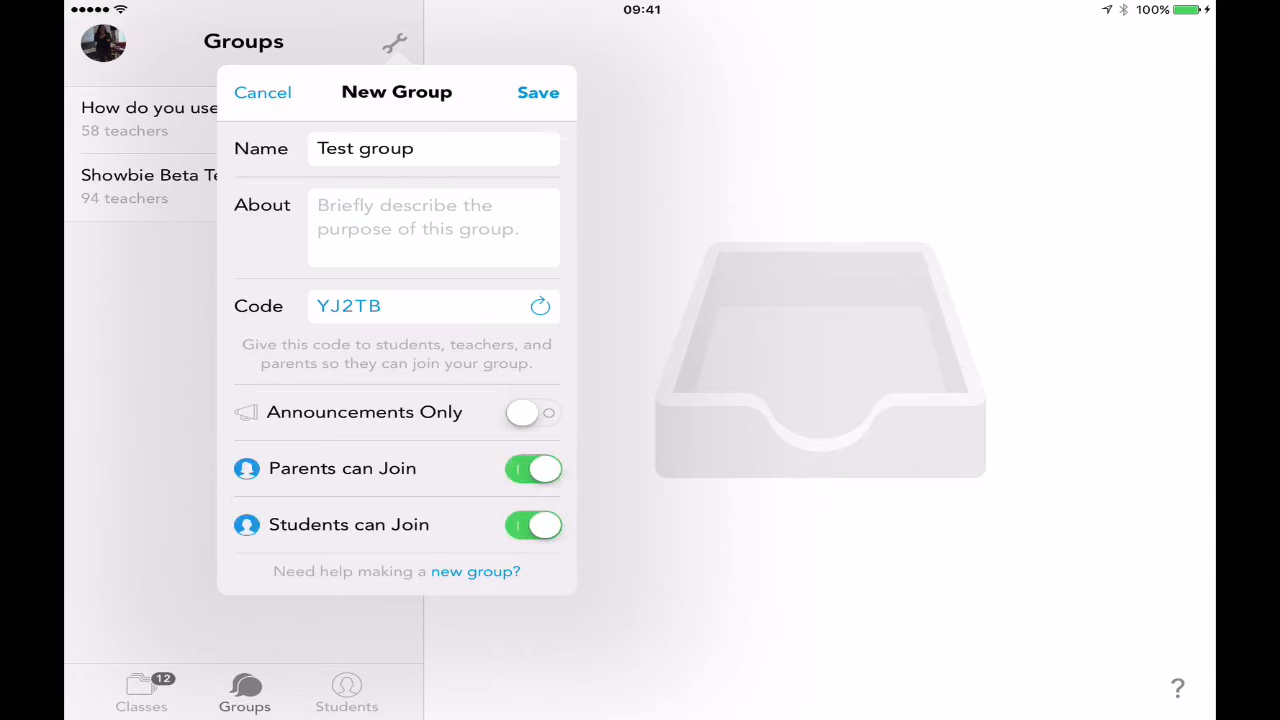 09:41
100%
Groups
How do you use
58 teachers
Showbie Beta Te
94 teachers
Cancel
New Group
Save
Name
Test group
About
Briefly describe the
purpose of this group.
Code
YJ2TB
Give this code to students, teachers, and
parents so they can join your group.
Announcements Only
Parents can Join
Students can Join
Need help making a new group?
12
Classes
Groups
Students
?